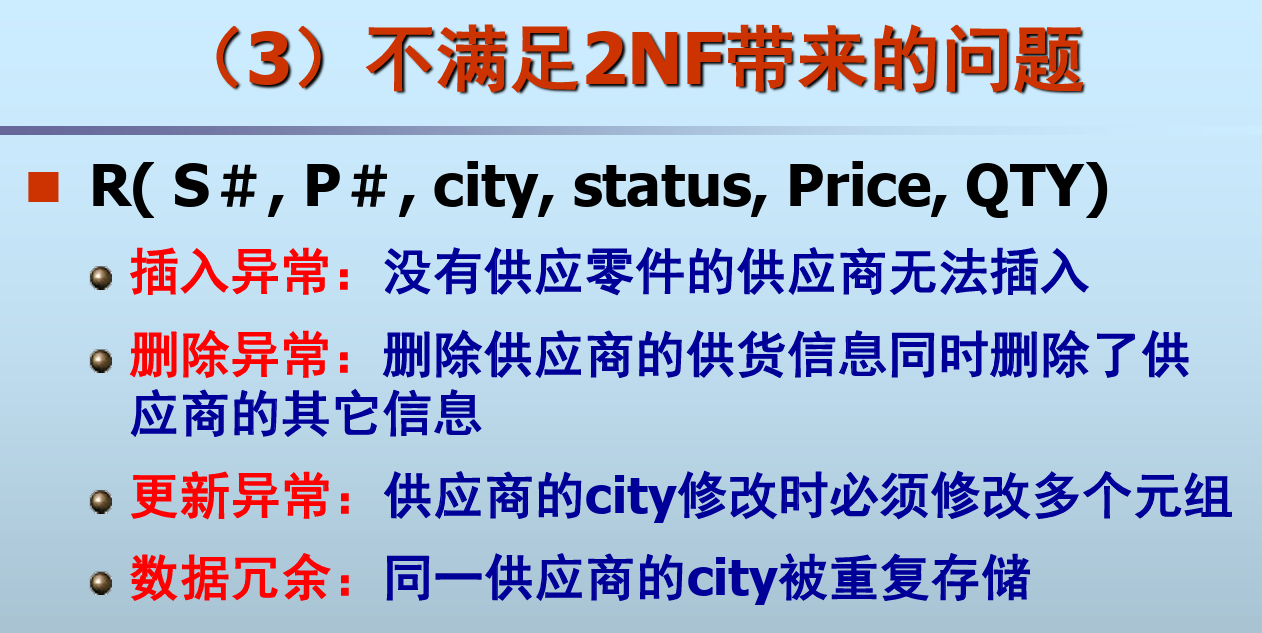 （3）不满足2NF带来的问题
R( S＃, P＃, city, status, Price, QTY)
插入异常：没有供应零件的供应商无法插入
删除异常：删除供应商的供货信息同时删除了供
应商的其它信息
更新异常：供应商的city修改时必须修改多个元组
数据冗余：同一供应商的city被重复存储